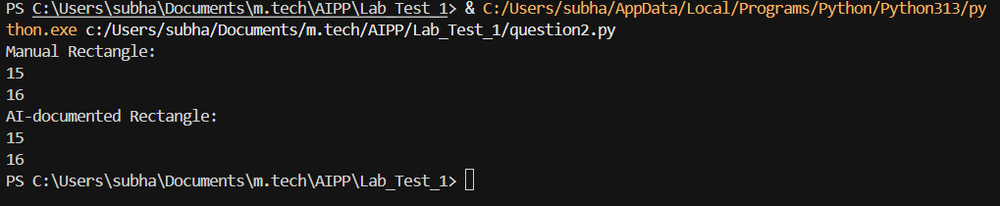 PS C:\Users\subha\Documents\m.tech\AIPP\Lab_Test_1> & C:/Users/subha/AppData/Local/Programs/Python/Python313/py
thon.exe c:/Users/subha/Documents/m.tech/AIPP/Lab_Test_1/question2.py
Manual Rectangle:
15
16
AI-documented Rectangle:
15
16
PS C:\Users\subha\Documents\m.tech\AIPP\Lab_Test_1>